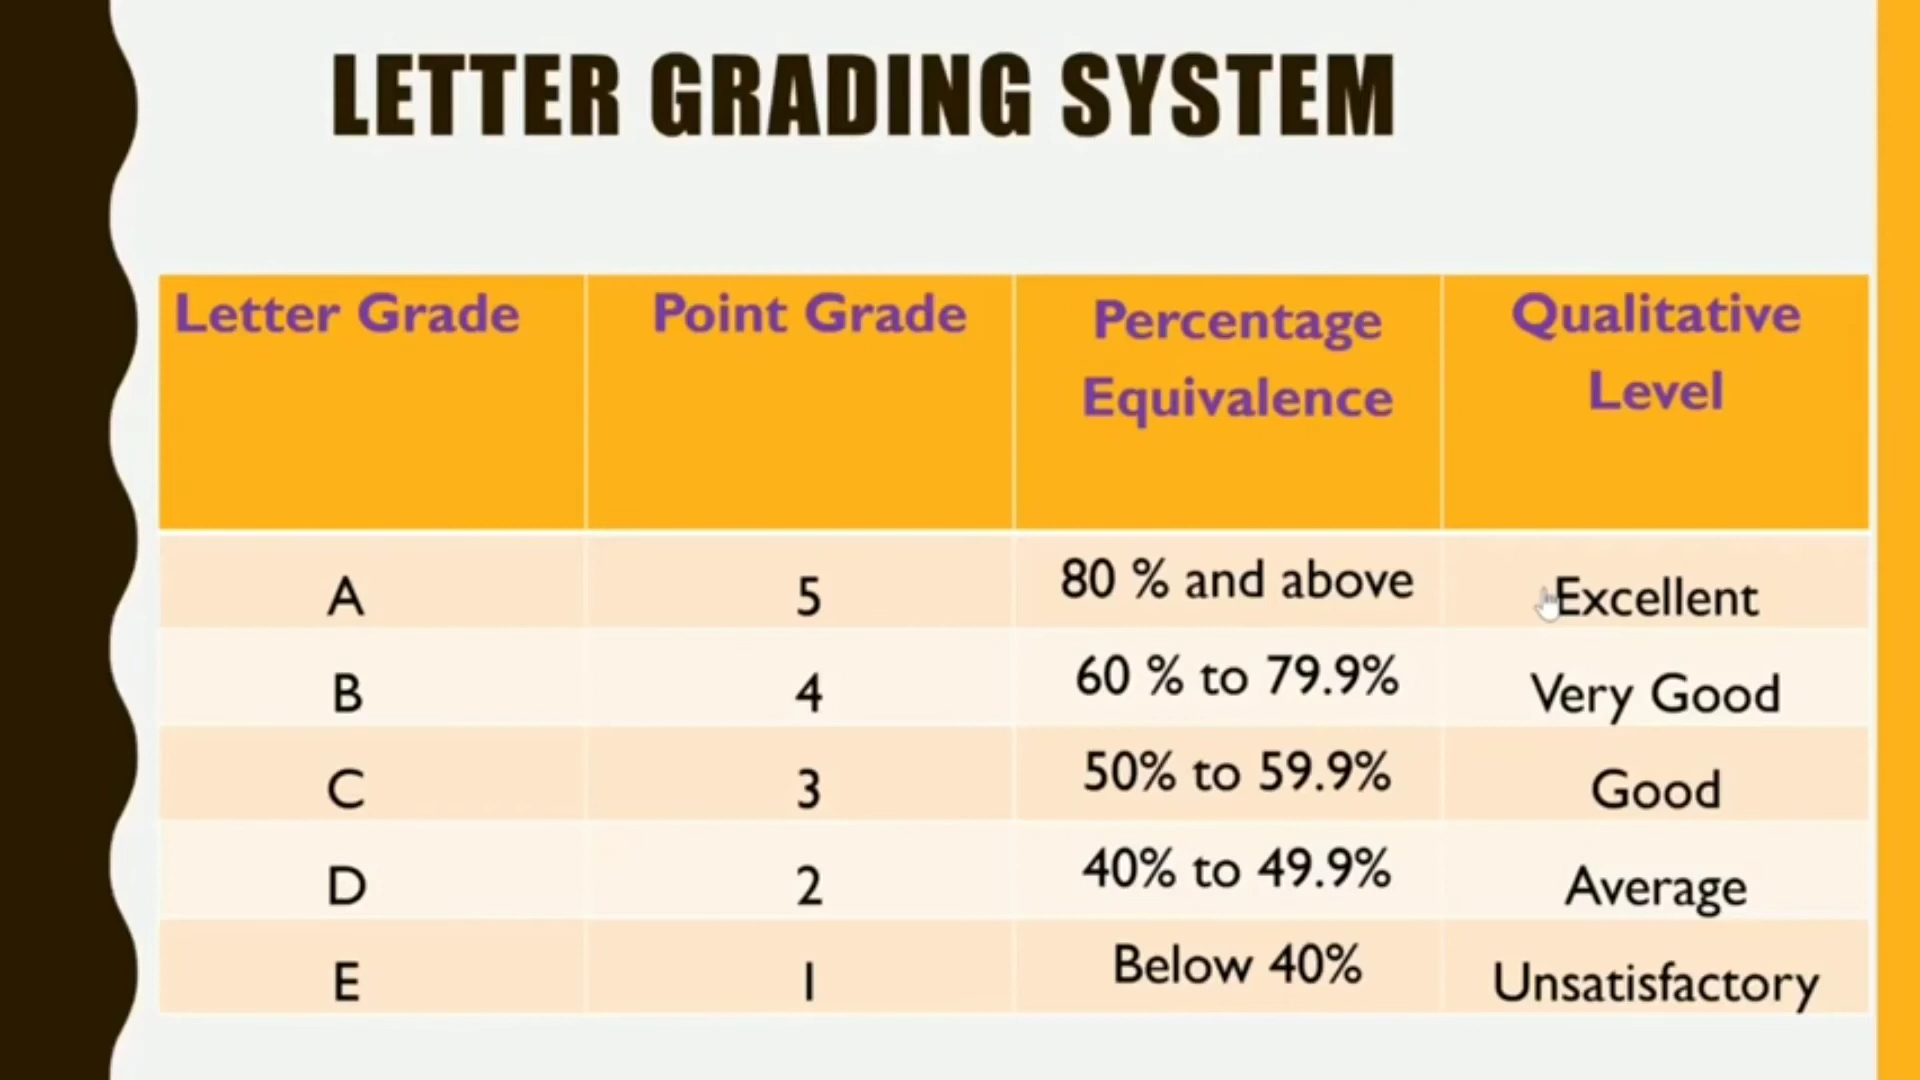 LETTER GRADING SYSTEM
Letter Grade Point Grade Percentage Equivalence Qualitative Level
A 5 80 % and above Excellent
B 4 60 % to 79.9% Very Good
C 3 50% to 59.9% Good
D 2 40% to 49.9% Average
E 1 Below 40% Unsatisfactory